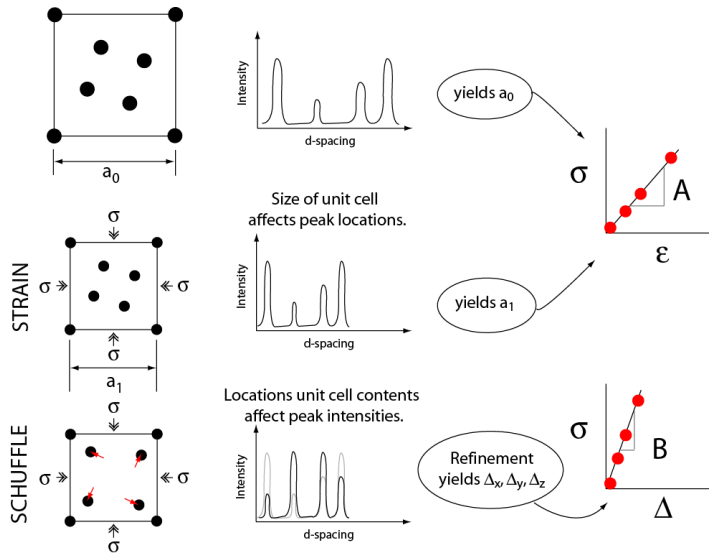 a₀
Intensity
d-spacing
yields a₀
σ
A
ε
Size of unit cell
affects peak locations.
STRAIN
σ
σ
σ
σ
a₁
Intensity
d-spacing
yields a₁
Locations unit cell contents
affect peak intensities.
SCHUFFLE
σ
σ
σ
σ
Intensity
d-spacing
Refinement
yields Δx, Δy, Δz
σ
B
Δ